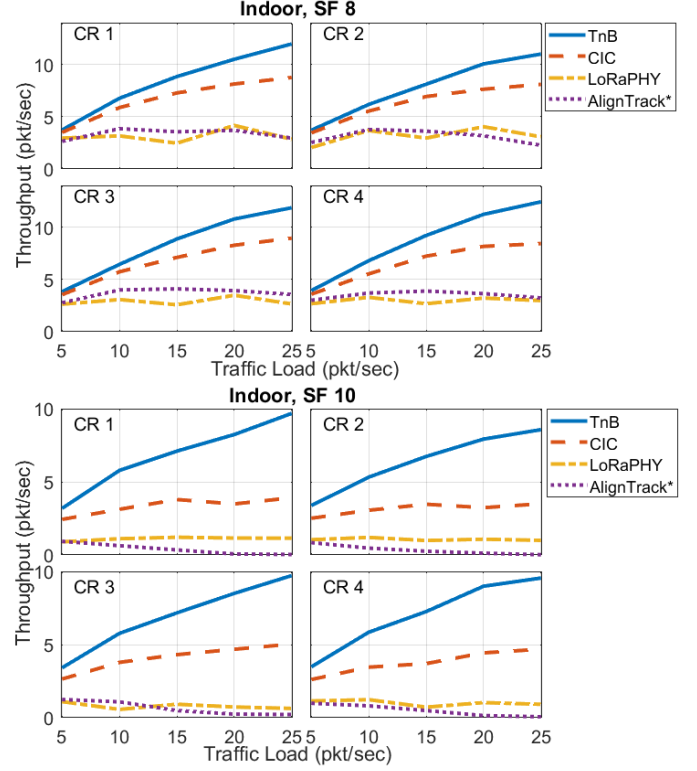 Indoor, SF 8
CR 1
CR 2
TnB
CIC
LoRaPHY
AlignTrack*
10
5
0
CR 3
CR 4
10
5
0
Throughput (pkt/sec)
5 10 15 20 25 5 10 15 20 25
Traffic Load (pkt/sec)
Indoor, SF 10
CR 1
CR 2
TnB
CIC
LoRaPHY
AlignTrack*
10
5
0
CR 3
CR 4
10
5
0
Throughput (pkt/sec)
5 10 15 20 25 5 10 15 20 25
Traffic Load (pkt/sec)